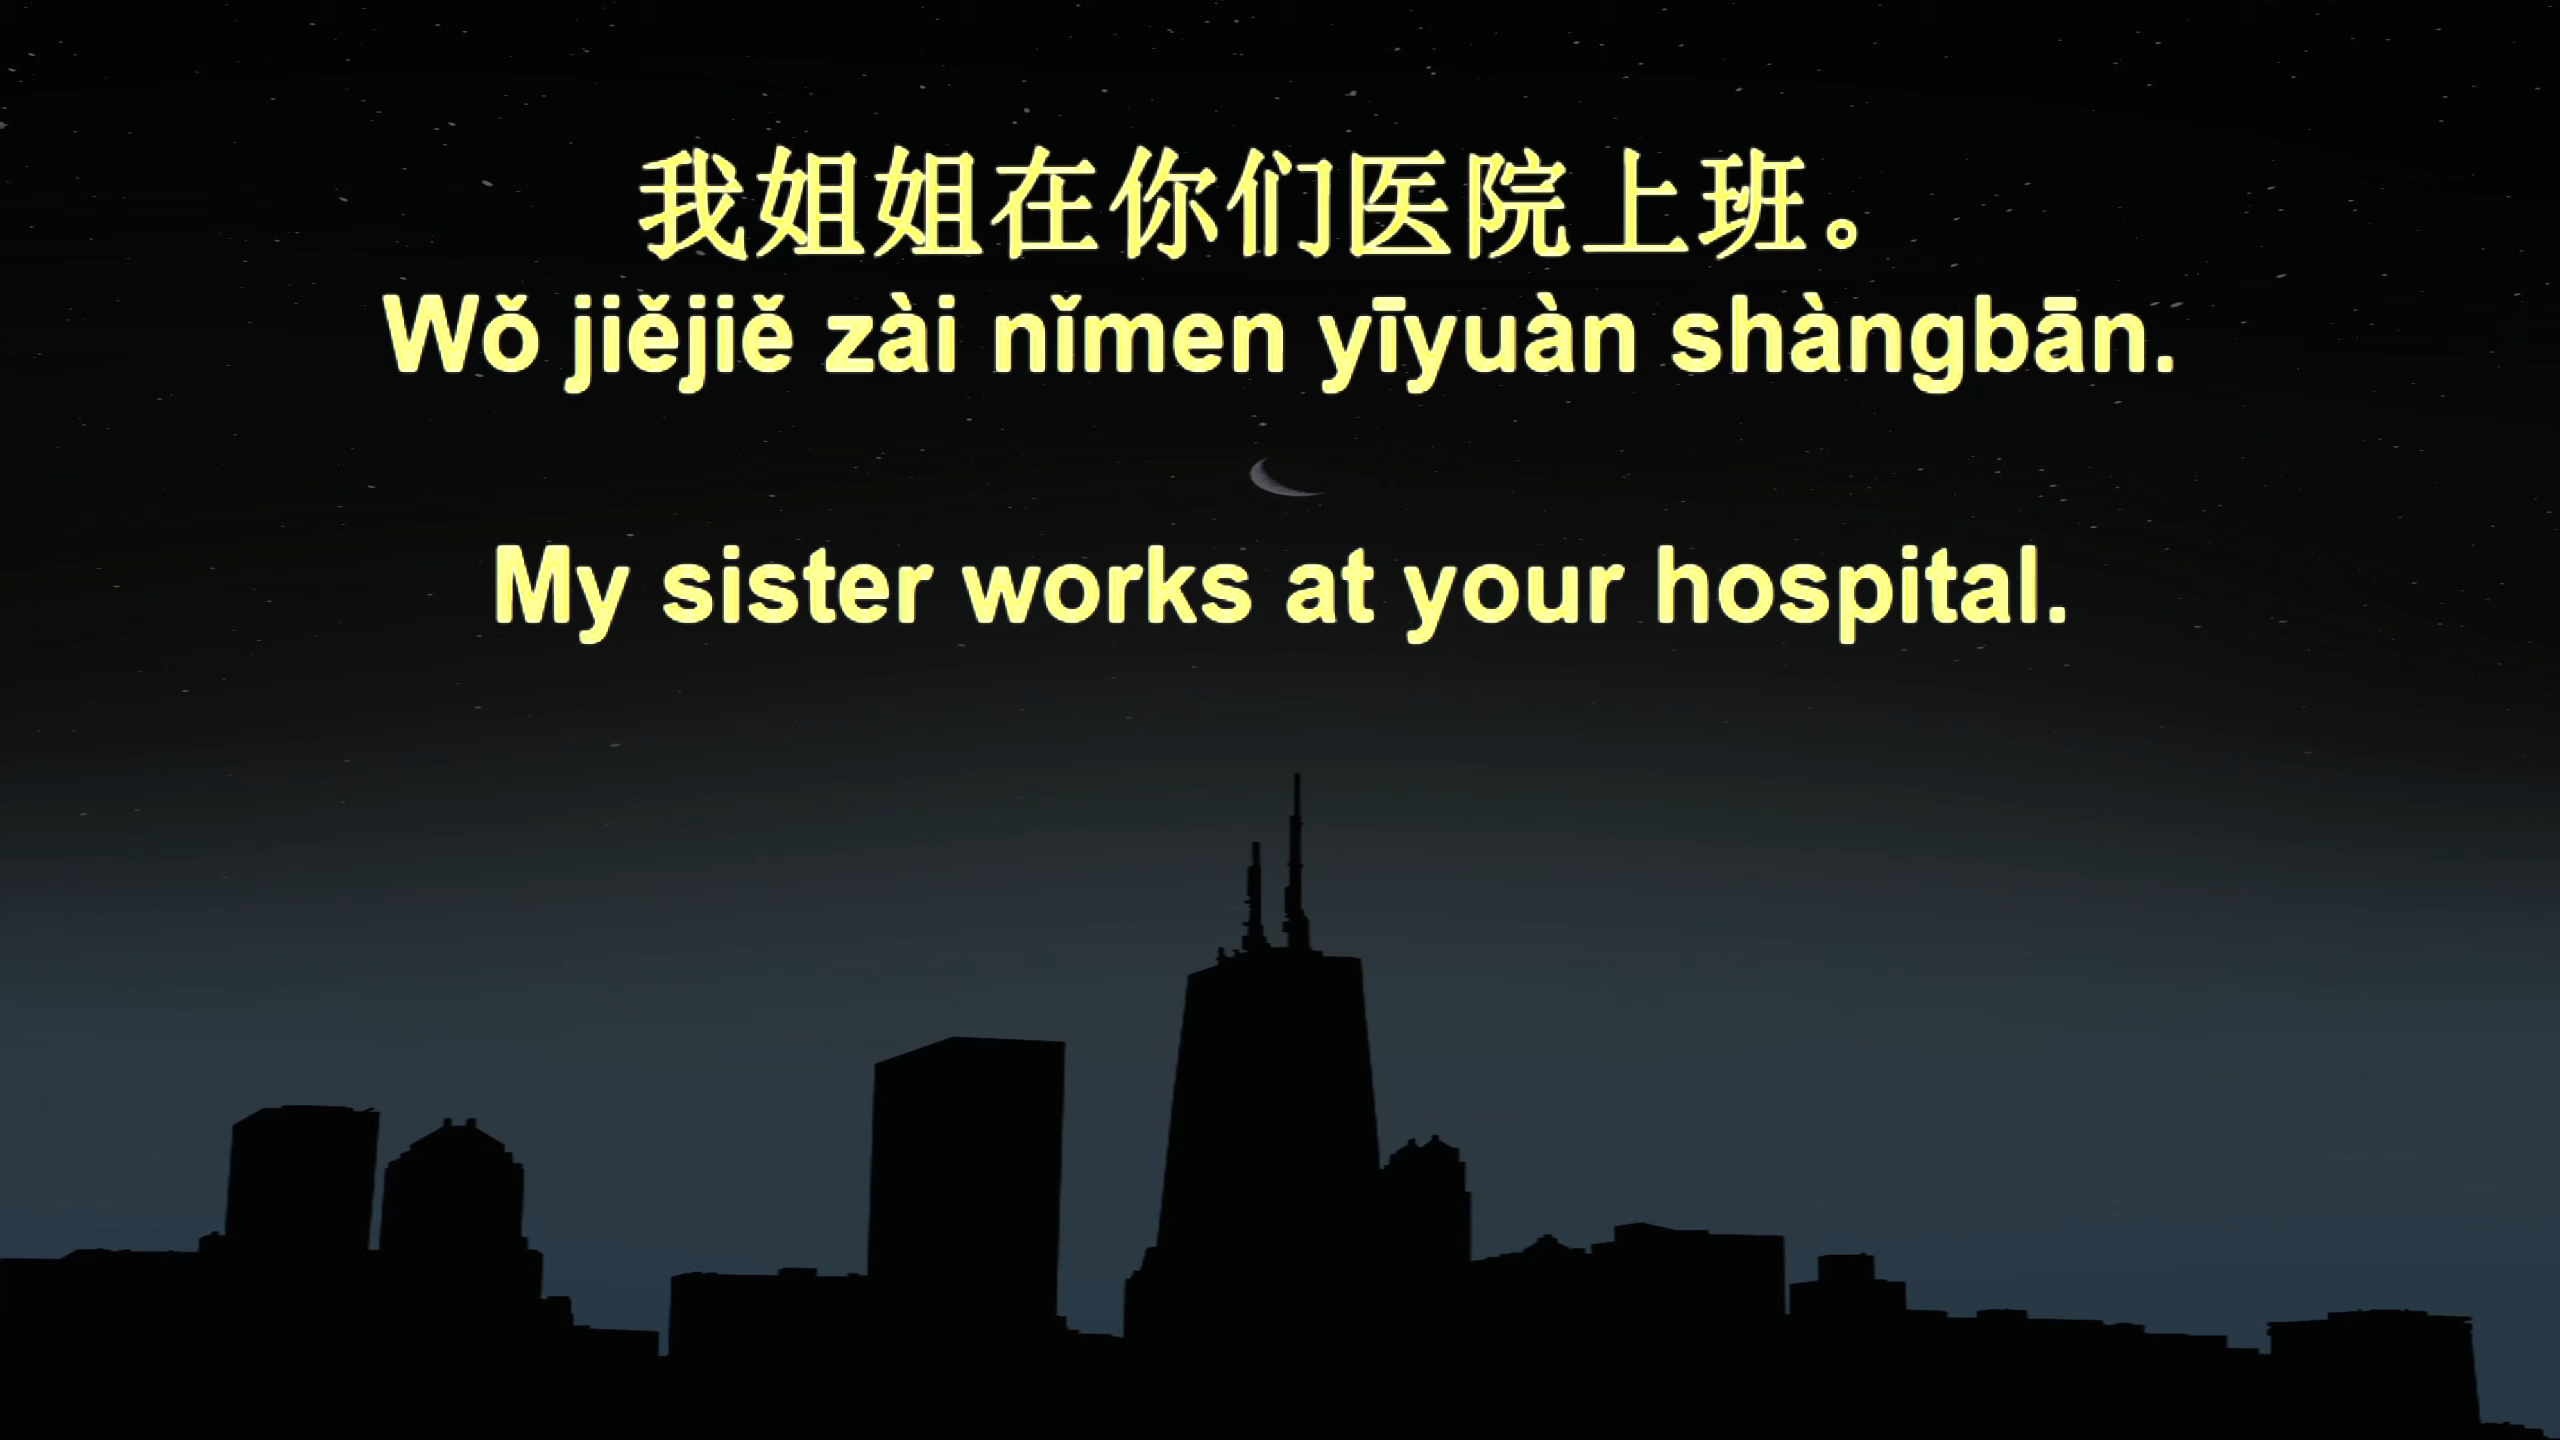 我姐姐在你们医院上班。
Wǒ jiějiě zài nǐmen yīyuàn shàngbān.
My sister works at your hospital.